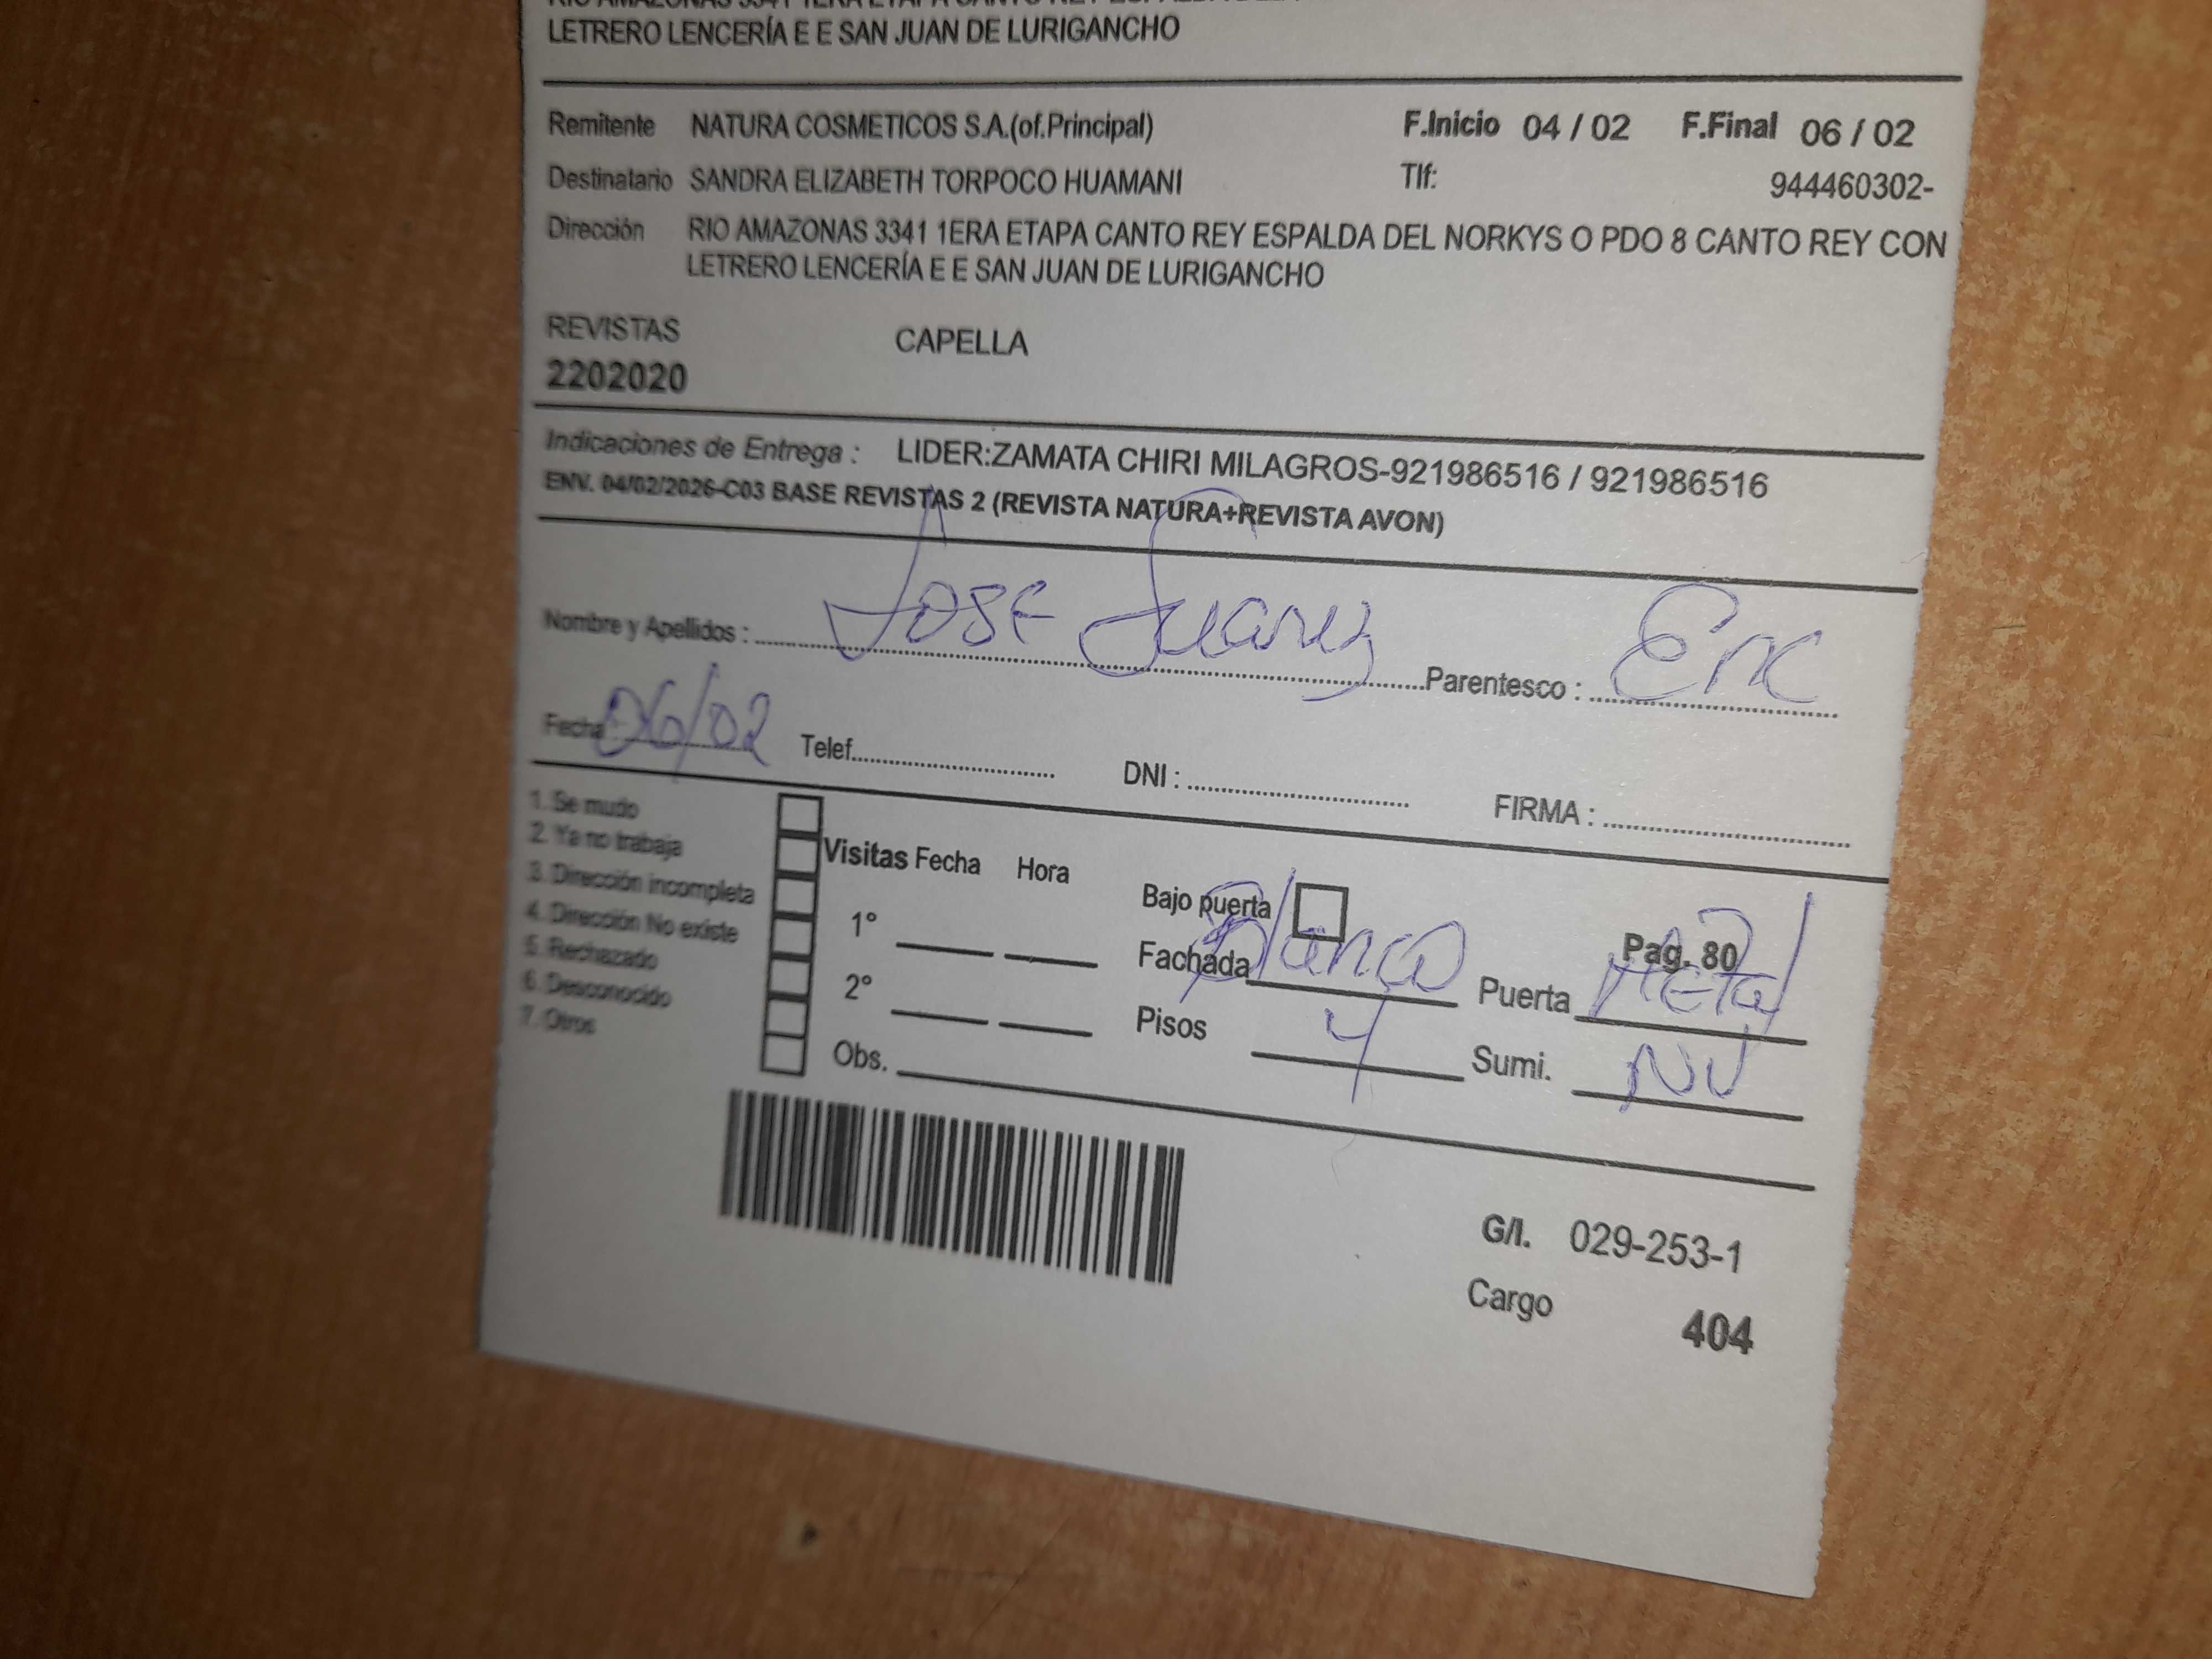 LETRERO LENCERÍA E E SAN JUAN DE LURIGANCHO
Remitente NATURA COSMETICOS S.A.(of.Principal) F.Inicio 04 / 02 F.Final 06 / 02
Destinatario SANDRA ELIZABETH TORPOCO HUAMANI Tlf: 944460302-
Dirección RIO AMAZONAS 3341 1ERA ETAPA CANTO REY ESPALDA DEL NORKYS O PDO 8 CANTO REY CON
LETRERO LENCERÍA E E SAN JUAN DE LURIGANCHO
REVISTAS CAPELLA
2202020
Indicaciones de Entrega : LIDER:ZAMATA CHIRI MILAGROS-921986516 / 921986516
ENV. 04/02/2026-C03 BASE REVISTAS 2 (REVISTA NATURA+REVISTA AVON)
Nombre y Apellidos : JOSE Suarez Parentesco : Enc
Fecha : 06/02 Telef. DNI : FIRMA :
1. Se mudo
2. Ya no trabaja
3. Dirección incompleta
4. Dirección No existe
5. Rechazado
6. Desconocido
7. Otros
Visitas Fecha Hora
1°
2°
Obs.
Bajo puerta Pag. 80
Fachada Blanco Puerta Metal
Pisos 4 Sumi. NV
G/I. 029-253-1
Cargo 404